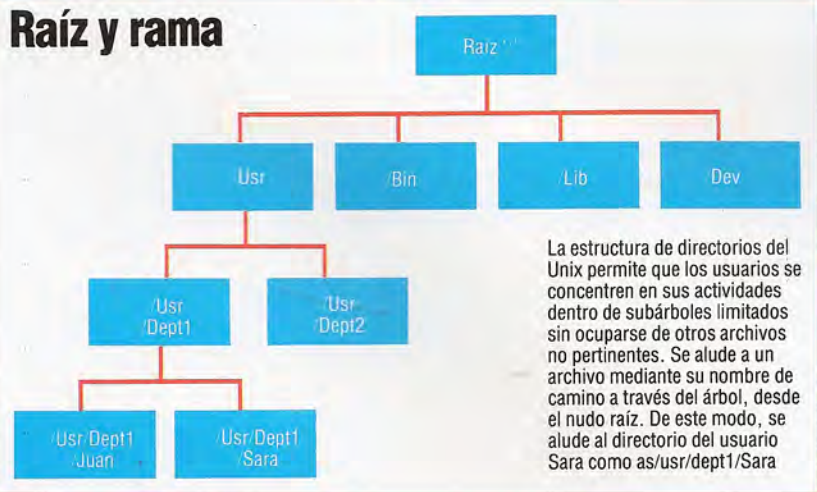 Raíz y rama
Raíz
Usr
/Bin
/Lib
/Dev
/Usr
/Dept1
/Usr
/Dept2
/Usr/Dept1
/Juan
/Usr/Dept1
/Sara
La estructura de directorios del
Unix permite que los usuarios se
concentren en sus actividades
dentro de subárboles limitados
sin ocuparse de otros archivos
no pertinentes. Se alude a un
archivo mediante su nombre de
camino a través del árbol, desde
el nudo raíz. De este modo, se
alude al directorio del usuario
Sara como as/usr/dept1/Sara